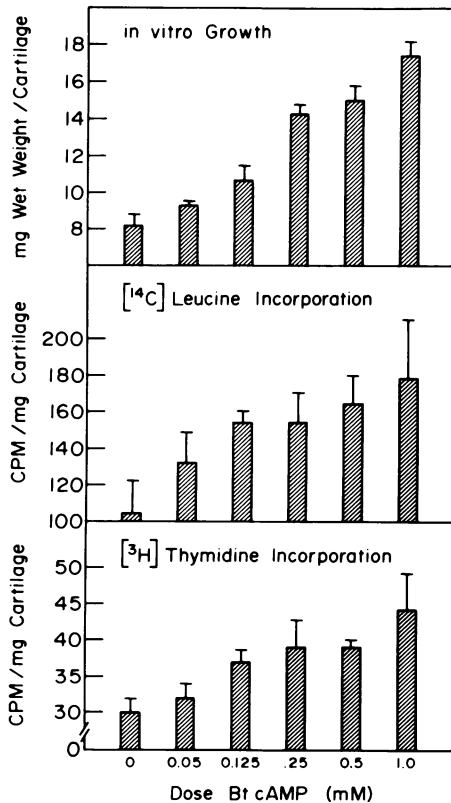 in vitro Growth
mg Wet Weight / Cartilage
18
16
14
12
10
8
[¹⁴C] Leucine Incorporation
CPM/mg Cartilage
200
180
160
140
120
100
[³H] Thymidine Incorporation
CPM/mg Cartilage
50
45
40
35
30
0
0 0.05 0.125 .25 0.5 1.0
Dose Bt cAMP (mM)